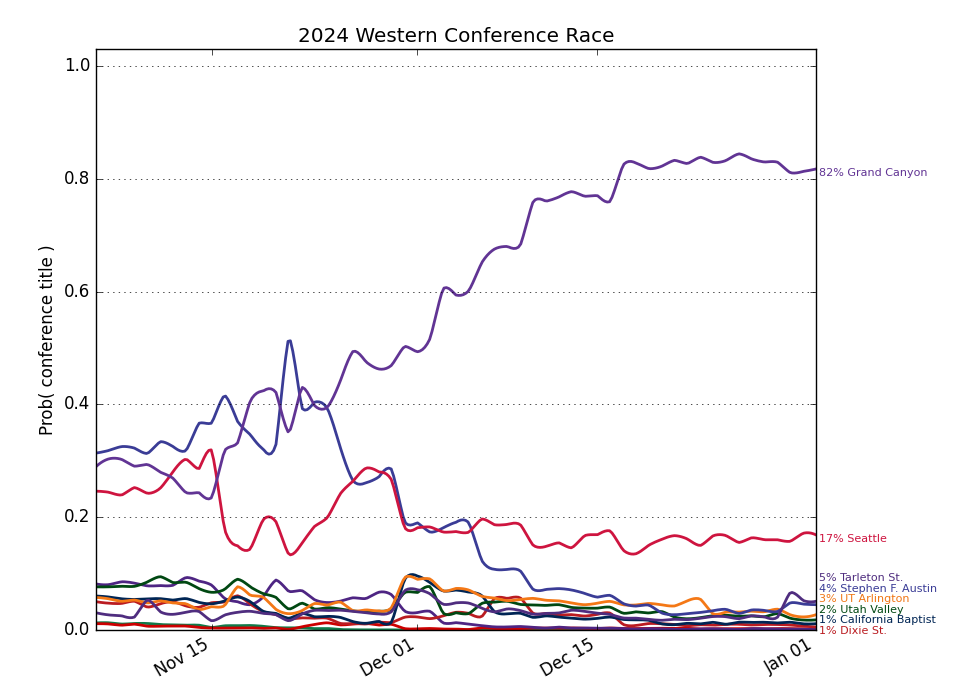 2024 Western Conference Race
Prob( conference title )
1.0
0.8
0.6
0.4
0.2
0.0
82% Grand Canyon
17% Seattle
5% Tarleton St.
4% Stephen F. Austin
3% UT Arlington
2% Utah Valley
1% California Baptist
1% Dixie St.
Nov 15
Dec 01
Dec 15
Jan 01